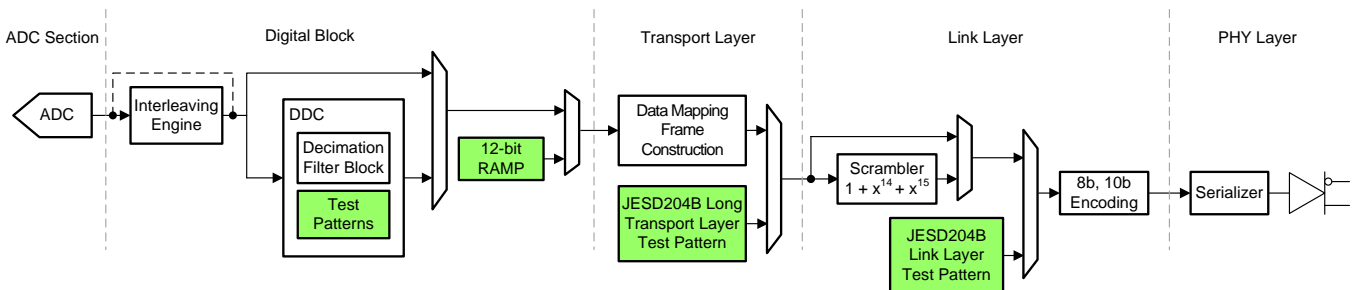 ADC Section
Digital Block
Transport Layer
Link Layer
PHY Layer
ADC
Interleaving
Engine
DDC
Decimation
Filter Block
Test
Patterns
12-bit
RAMP
Data Mapping
Frame
Construction
JESD204B Long
Transport Layer
Test Pattern
Scrambler
1 + x¹⁴ + x¹⁵
JESD204B
Link Layer
Test Pattern
8b, 10b
Encoding
Serializer